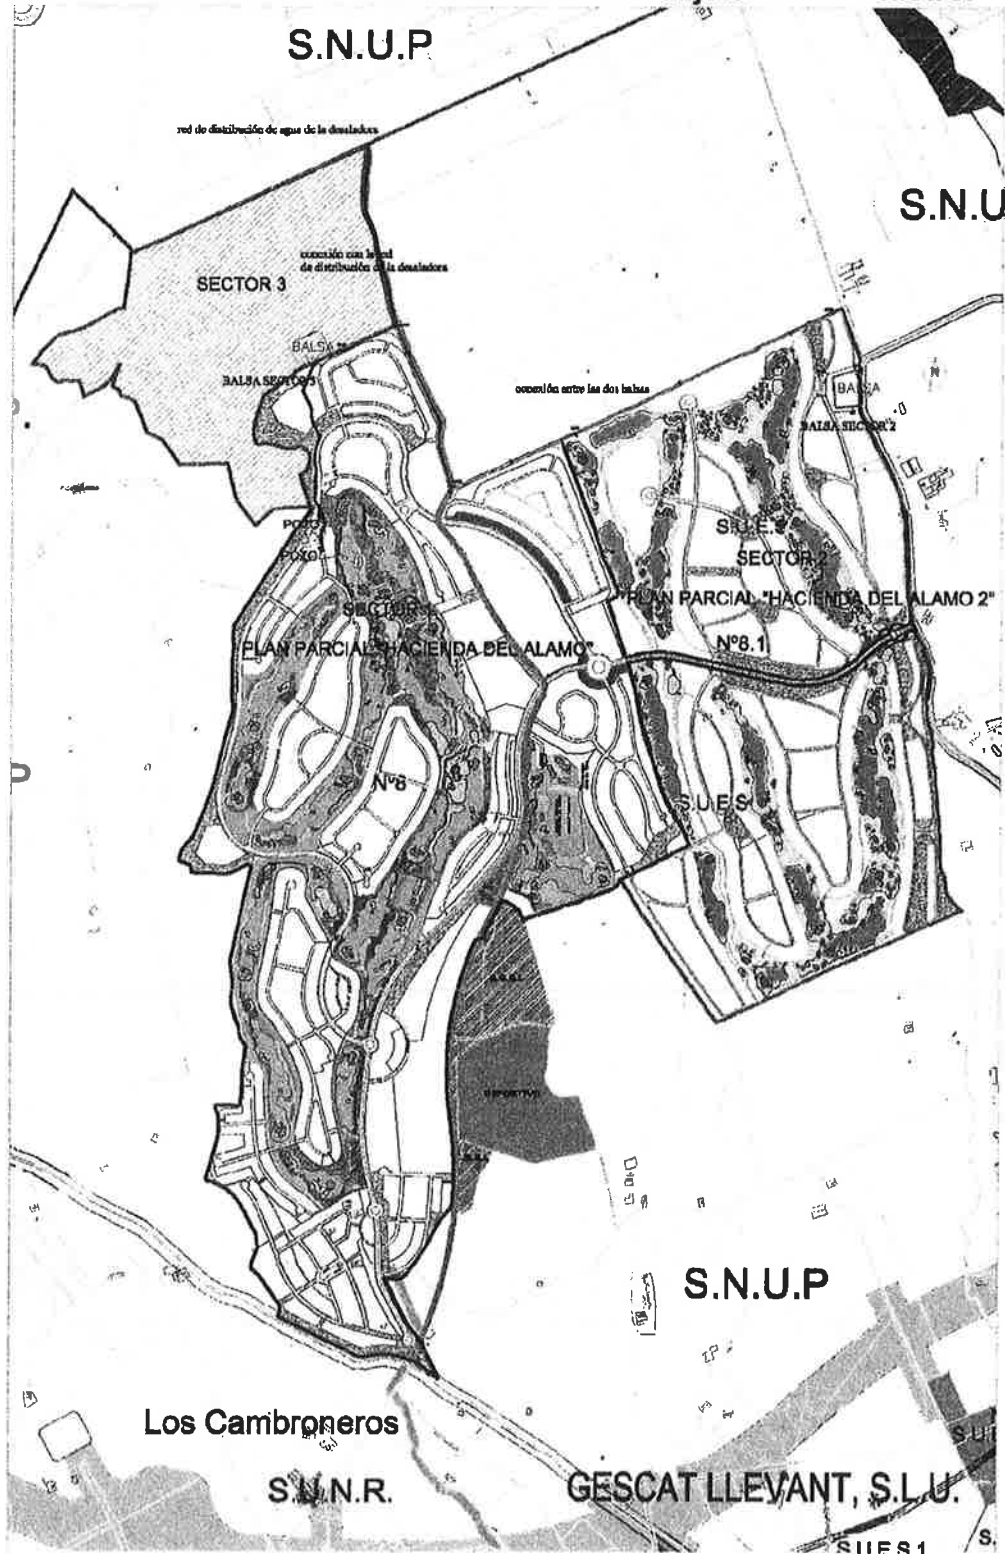 S.N.U.P
red de distribución de agua de la desaladora
S.N.U
conexión con la red
de distribución de la desaladora
SECTOR 3
BALSA
BALSA SECTOR 3
conexión entre las dos balsas
BALSA
BALSA SECTOR 2
POZO
POZO
S.U.E.S
SECTOR 2
PLAN PARCIAL "HACIENDA DEL ALAMO 2"
SECTOR
PLAN PARCIAL "HACIENDA DEL ALAMO"
Nº8.1
Nº8
S.U.E.S
DEPORTIVO
S.N.U.P
Los Cambroneros
S.U.N.R.
GESCAT LLEVANT, S.L.U.
SUES1
S.